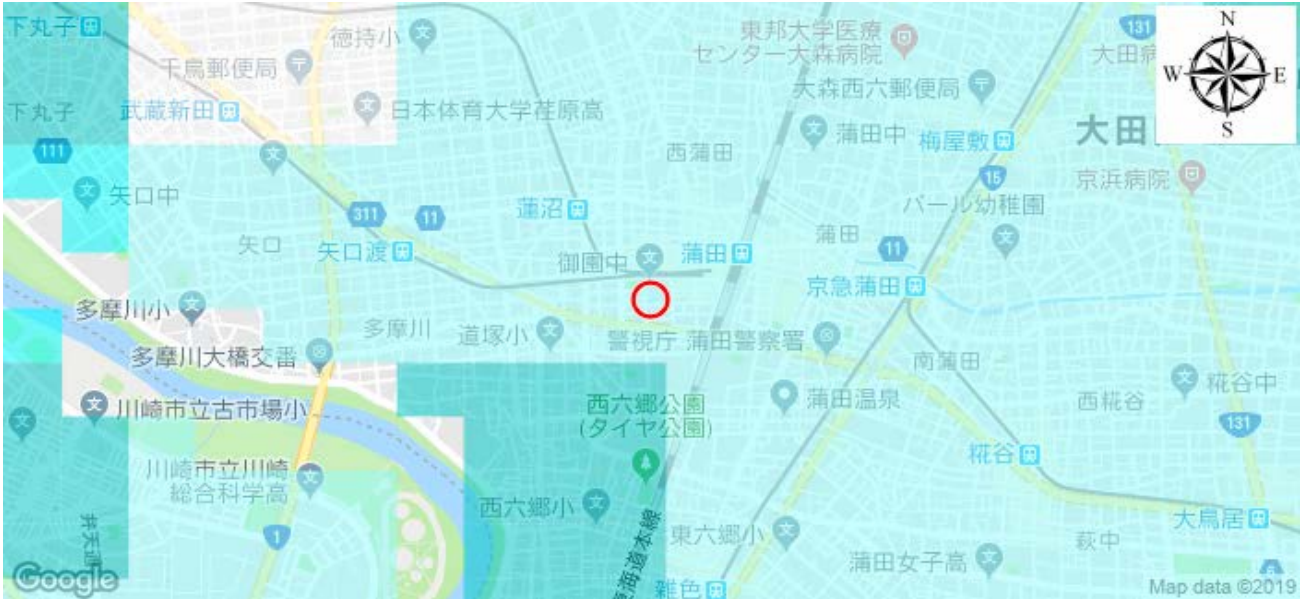 下丸子
徳持小
千鳥郵便局
東邦大学医療
センター大森病院
131
大田病
N
W
E
S
下丸子
武蔵新田
日本体育大学荏原高
大森西六郵便局
蒲田中
梅屋敷
大田
111
西蒲田
15
京浜病院
矢口中
311
11
蓮沼
パール幼稚園
矢口
矢口渡
御園中
蒲田
蒲田
11
京急蒲田
多摩川小
多摩川
道塚小
警視庁 蒲田警察署
多摩川大橋交番
南蒲田
糀谷中
川崎市立古市場小
西六郷公園
(タイヤ公園)
蒲田温泉
西糀谷
131
川崎市立川崎
総合科学高
糀谷
西六郷小
東海道本線
東六郷小
大鳥居
1
萩中
蒲田女子高
雑色
6
Google
Map data ©2019